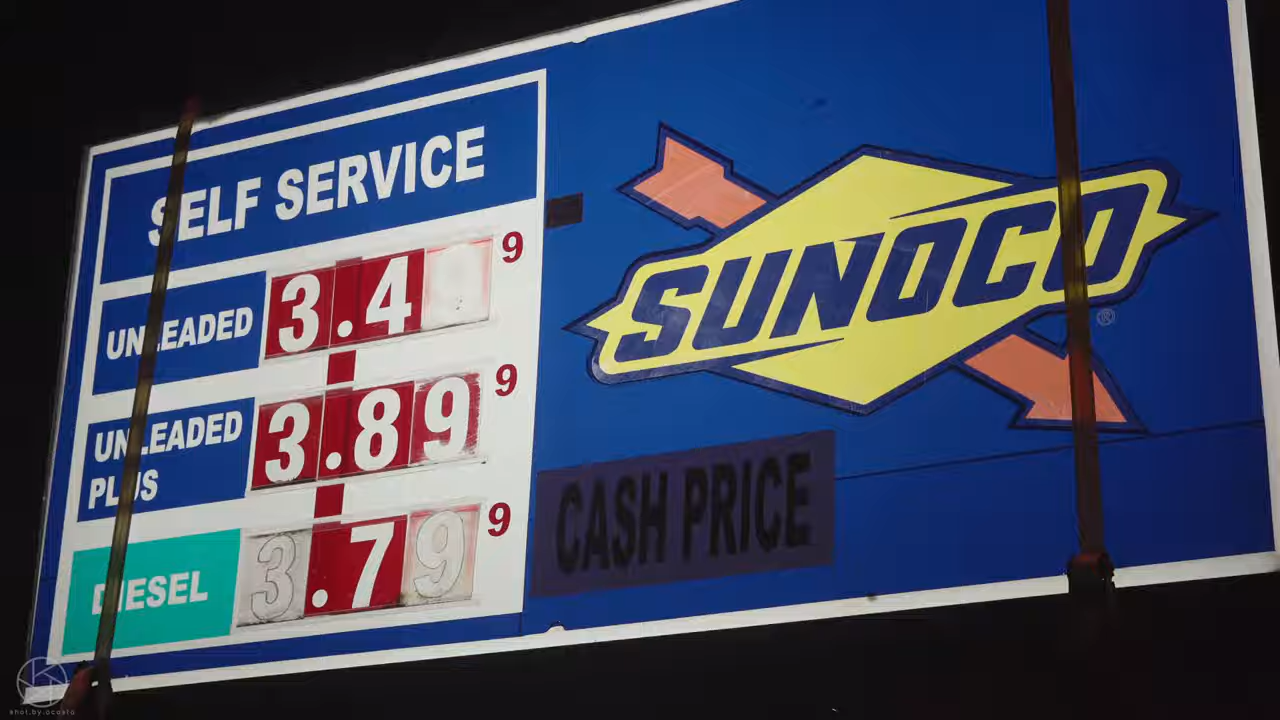 SELF SERVICE
UNLEADED
3.4 9
UNLEADED
PLUS
3.89 9
DIESEL
3.79 9
SUNOCO
®
CASH PRICE
shot.by.acosta